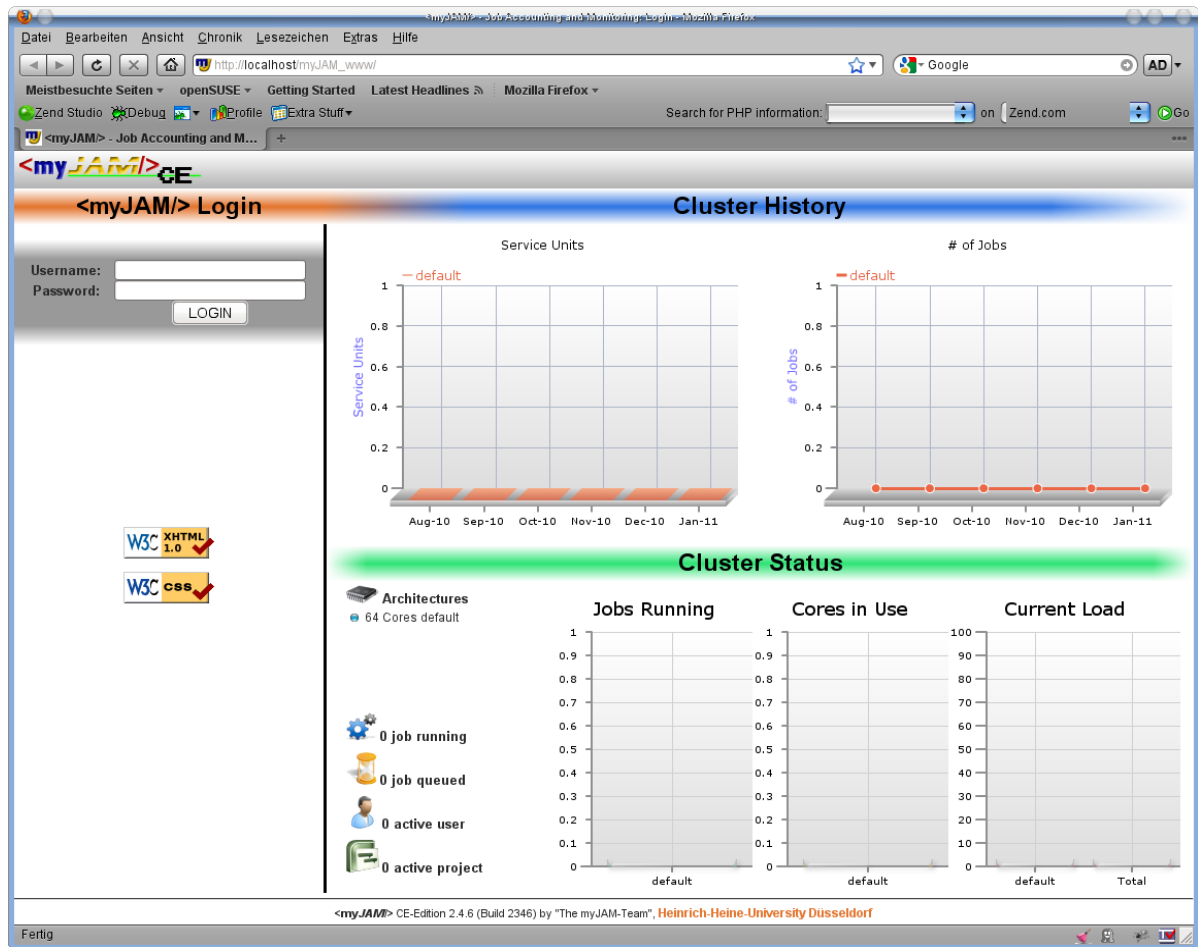 <myJAM/> - Job Accounting and Monitoring: Login - Mozilla Firefox
Datei Bearbeiten Ansicht Chronik Lesezeichen Extras Hilfe
http://localhost/myJAM_www/ Google AD
Meistbesuchte Seiten openSUSE Getting Started Latest Headlines Mozilla Firefox
Zend Studio Debug Profile Extra Stuff Search for PHP information: on Zend.com Go
<myJAM/> - Job Accounting and M...
<myJAM/>CE
<myJAM/> Login
Username:
Password:
LOGIN
W3C XHTML 1.0
W3C css
Cluster History
Service Units
default
Service Units
1
0.8
0.6
0.4
0.2
0
Aug-10 Sep-10 Oct-10 Nov-10 Dec-10 Jan-11
# of Jobs
default
# of Jobs
1
0.8
0.6
0.4
0.2
0
Aug-10 Sep-10 Oct-10 Nov-10 Dec-10 Jan-11
Cluster Status
Architectures
64 Cores default
0 job running
0 job queued
0 active user
0 active project
Jobs Running
1
0.9
0.8
0.7
0.6
0.5
0.4
0.3
0.2
0.1
0
default
Cores in Use
1
0.9
0.8
0.7
0.6
0.5
0.4
0.3
0.2
0.1
0
default
Current Load
100
90
80
70
60
50
40
30
20
10
0
default Total
<myJAM/> CE-Edition 2.4.6 (Build 2346) by "The myJAM-Team", Heinrich-Heine-University Düsseldorf
Fertig